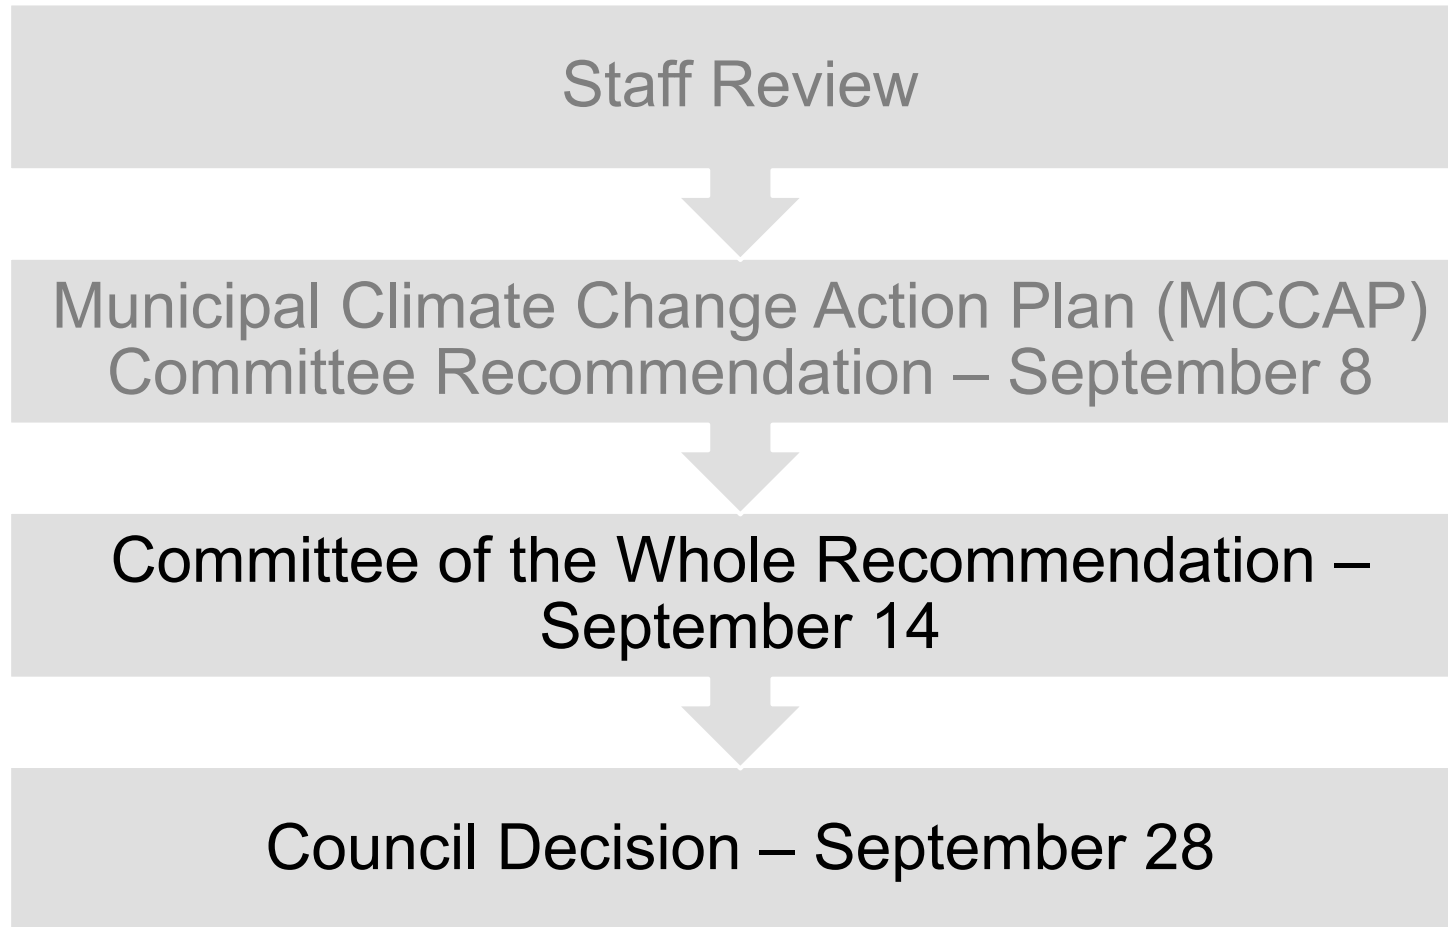 Staff Review
Municipal Climate Change Action Plan (MCCAP)
Committee Recommendation – September 8
Committee of the Whole Recommendation –
September 14
Council Decision – September 28